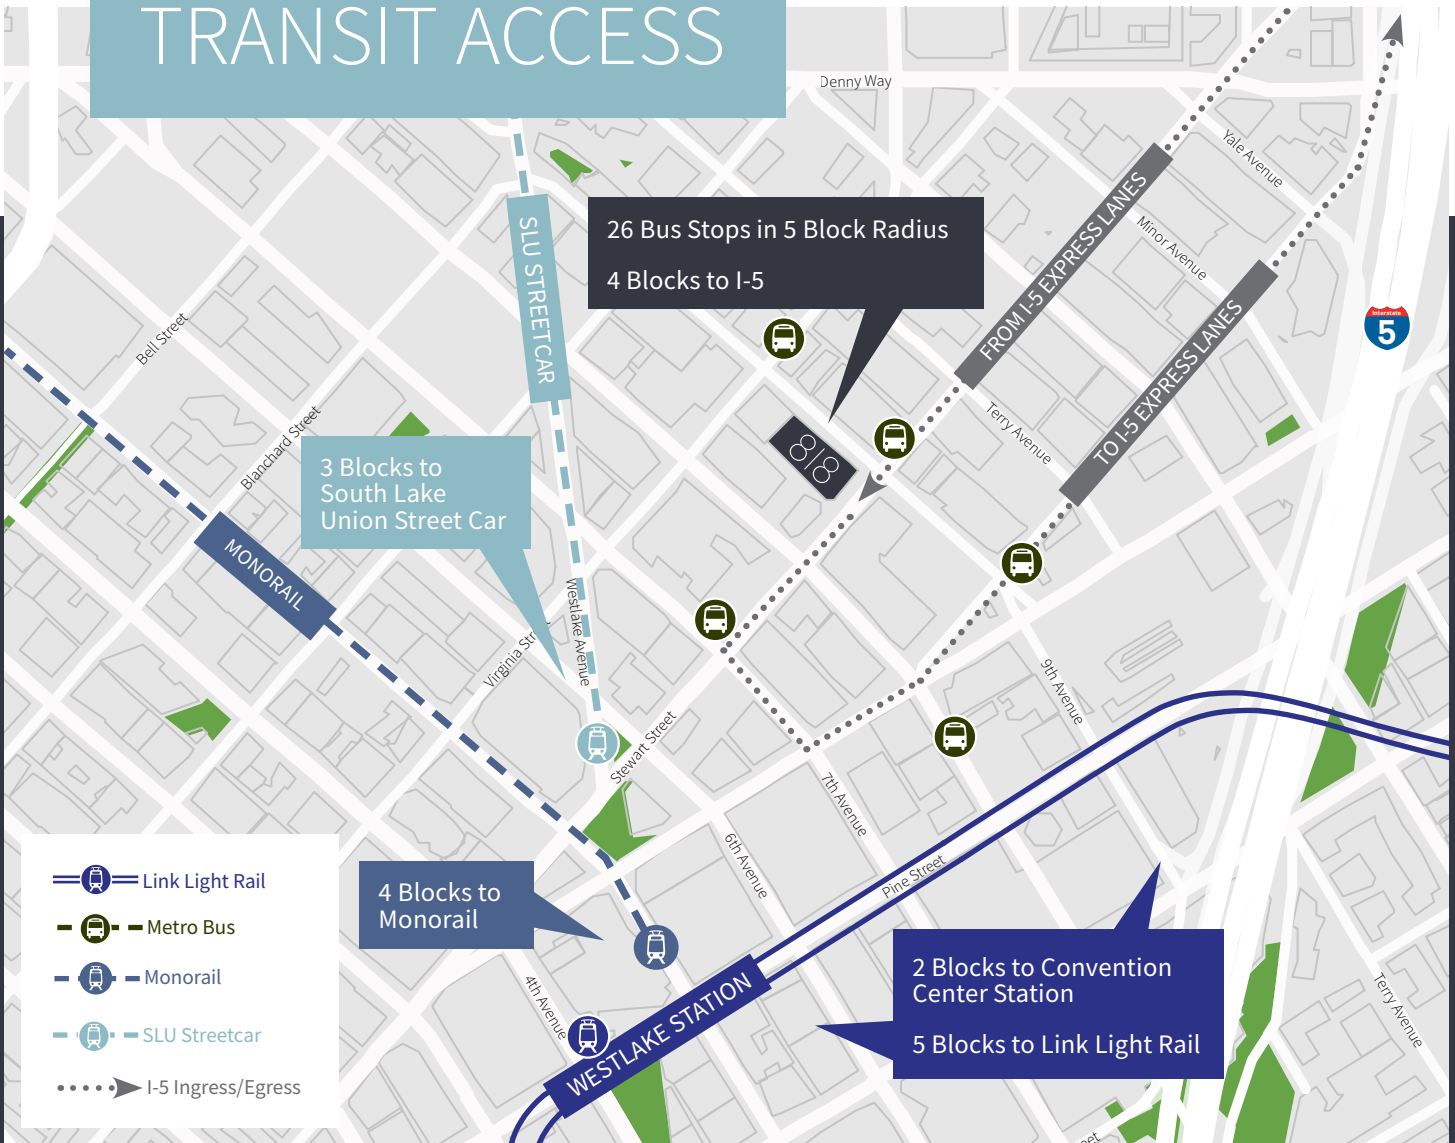 TRANSIT ACCESS
Denny Way
Yale Avenue
Minor Avenue
FROM I-5 EXPRESS LANES
TO I-5 EXPRESS LANES
SLU STREETCAR
26 Bus Stops in 5 Block Radius
4 Blocks to I-5
Interstate
5
Bell Street
Blanchard Street
Terry Avenue
818
3 Blocks to
South Lake
Union Street Car
MONORAIL
Westlake Avenue
Virginia Str
9th Avenue
Stewart Street
7th Avenue
6th Avenue
Pine Street
4 Blocks to
Monorail
2 Blocks to Convention
Center Station
5 Blocks to Link Light Rail
4th Avenue
WESTLAKE STATION
Terry Avenue
Link Light Rail
Metro Bus
Monorail
SLU Streetcar
I-5 Ingress/Egress